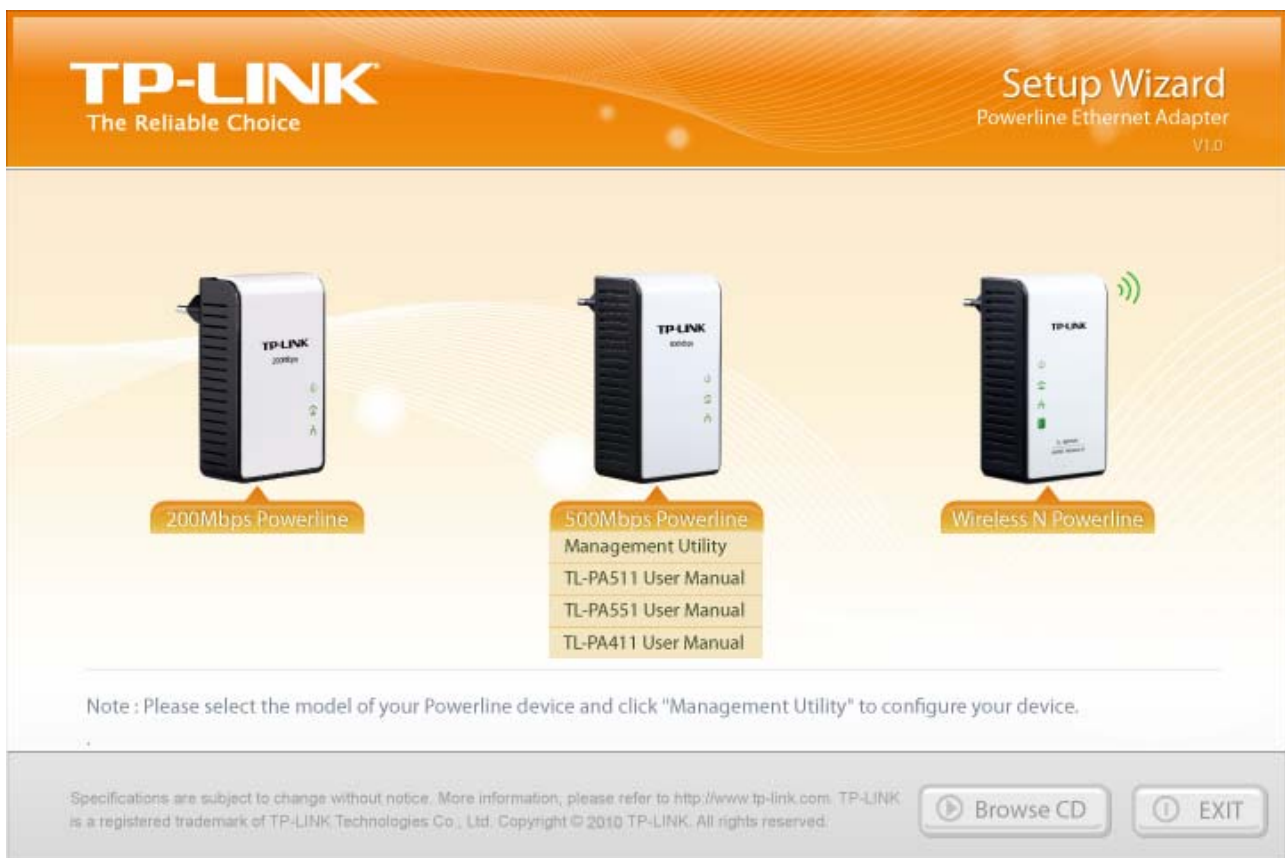 TP-LINK
The Reliable Choice
Setup Wizard
Powerline Ethernet Adapter
V1.0
TP-LINK
200Mbps
TP-LINK
500Mbps
TP-LINK
200Mbps Powerline
500Mbps Powerline
Wireless N Powerline
Management Utility
TL-PA511 User Manual
TL-PA551 User Manual
TL-PA411 User Manual
Note : Please select the model of your Powerline device and click "Management Utility" to configure your device.
.
Specifications are subject to change without notice. More information, please refer to http://www.tp-link.com. TP-LINK
is a registered trademark of TP-LINK Technologies Co., Ltd. Copyright © 2010 TP-LINK. All rights reserved.
Browse CD
EXIT